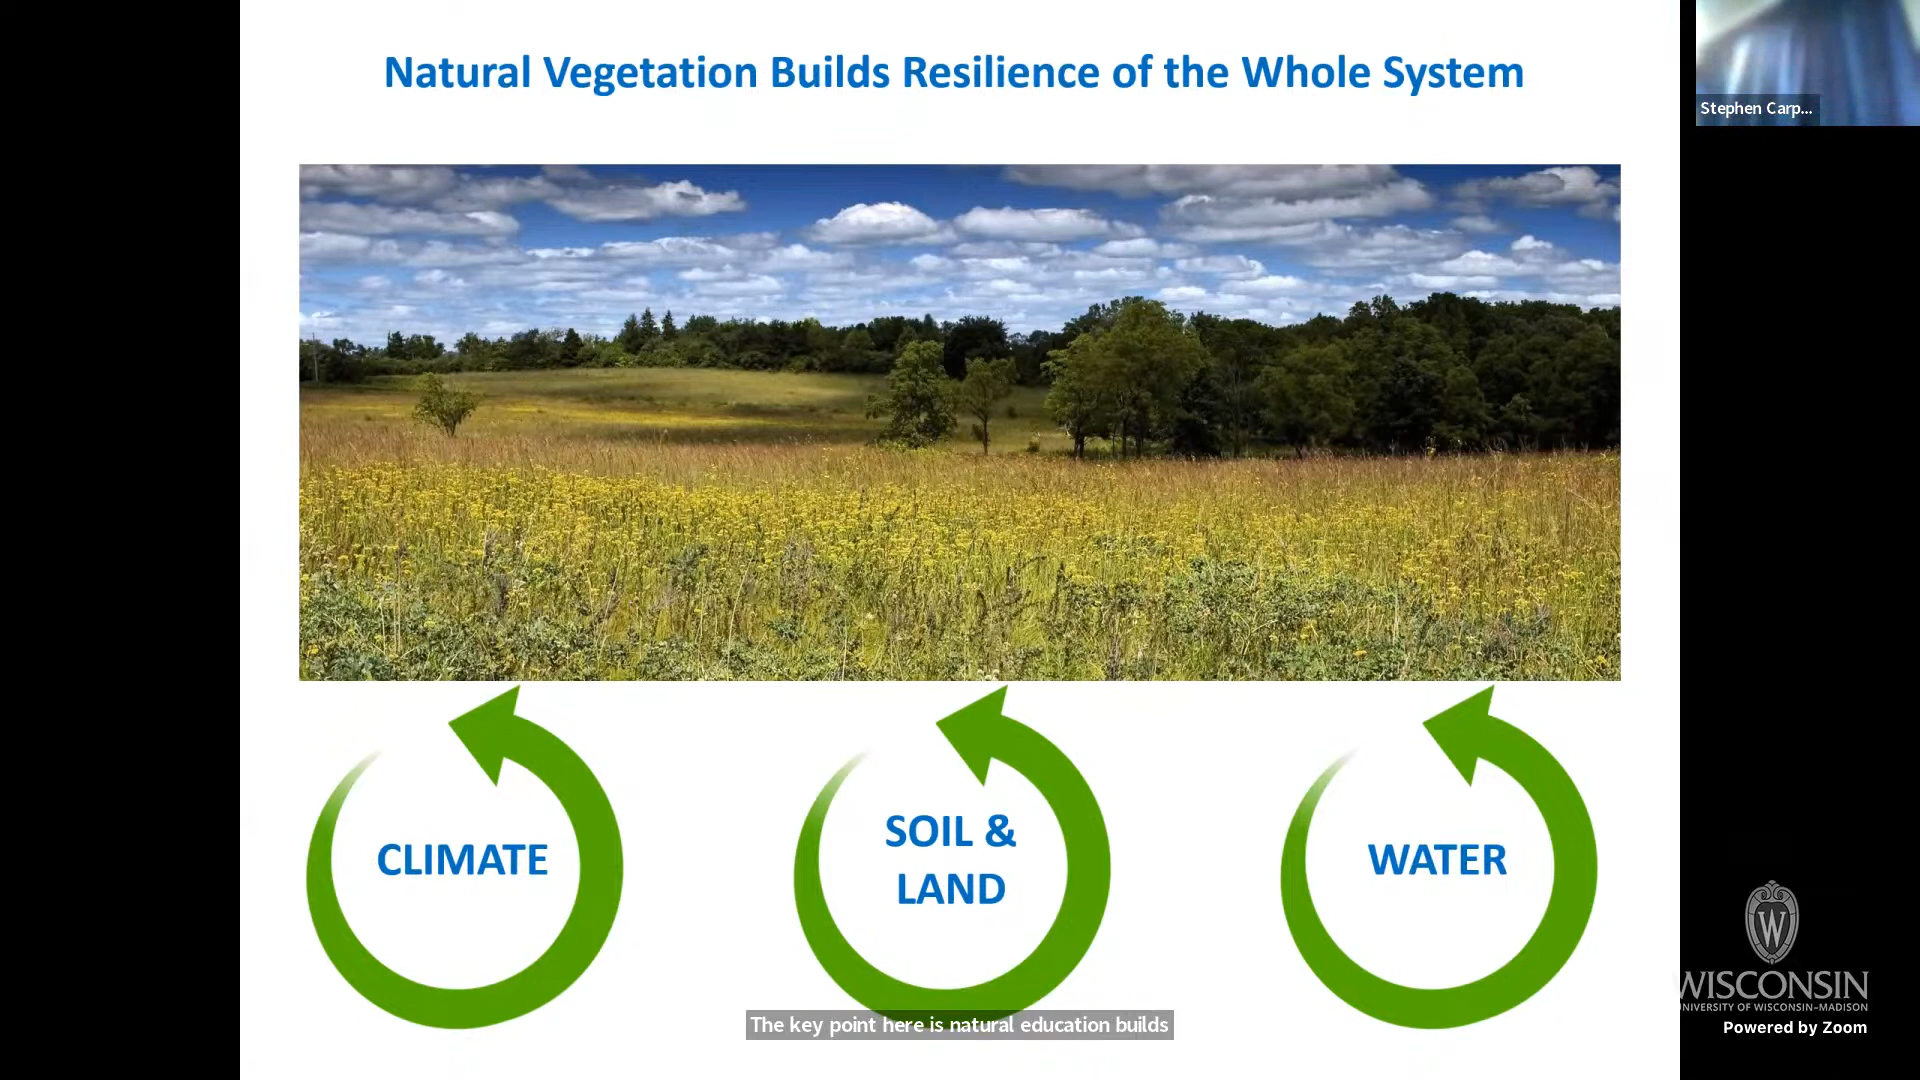 Natural Vegetation Builds Resilience of the Whole System
Stephen Carp...
CLIMATE
SOIL &
LAND
WATER
The key point here is natural education builds
W
WISCONSIN
UNIVERSITY OF WISCONSIN–MADISON
Powered by Zoom